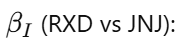 β_I (RXD vs JNJ):